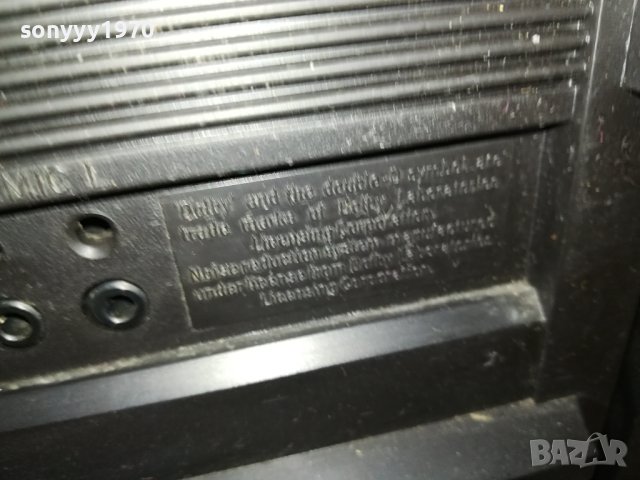 sonyyy1970
MIC L
'Dolby' and the double-D symbol are
trade marks of Dolby Laboratories
Licensing Corporation.
Noise reduction system manufactured
under license from Dolby Laboratories
Licensing Corporation.
BAZAR